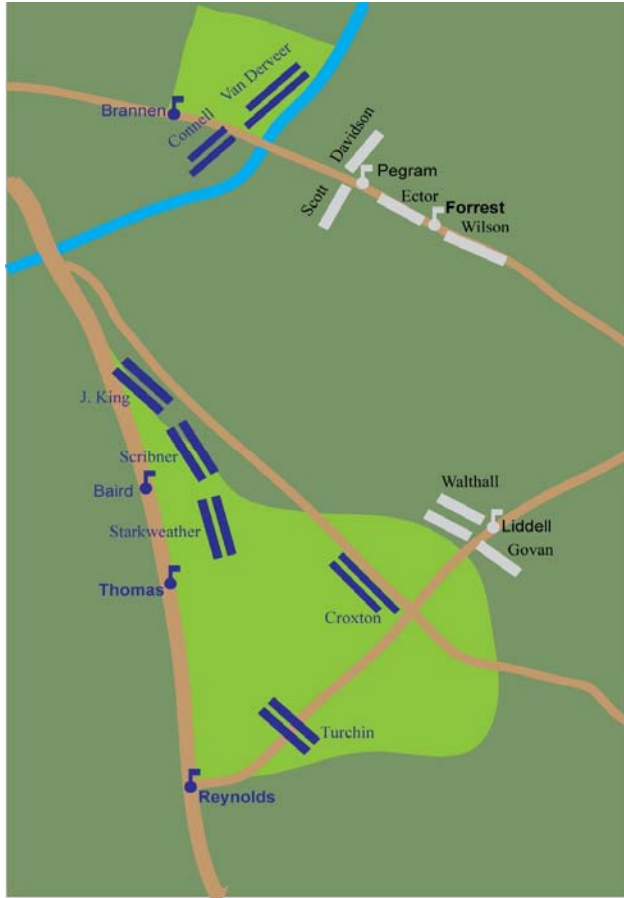 Van Derveer
Brannen
Connell
Davidson
Pegram
Scott
Ector
Forrest
Wilson
J. King
Scribner
Baird
Walthall
Starkweather
Liddell
Govan
Thomas
Croxton
Turchin
Reynolds